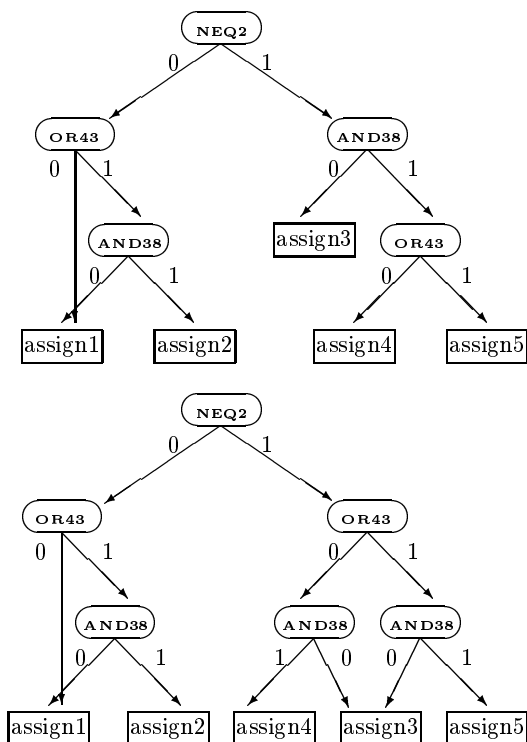 NEQ2
0 1
OR43 AND38
0 1 0 1
AND38 assign3 OR43
0 1 0 1
assign1 assign2 assign4 assign5
NEQ2
0 1
OR43 OR43
0 1 0 1
AND38 AND38 AND38
0 1 1 0 0 1
assign1 assign2 assign4 assign3 assign5